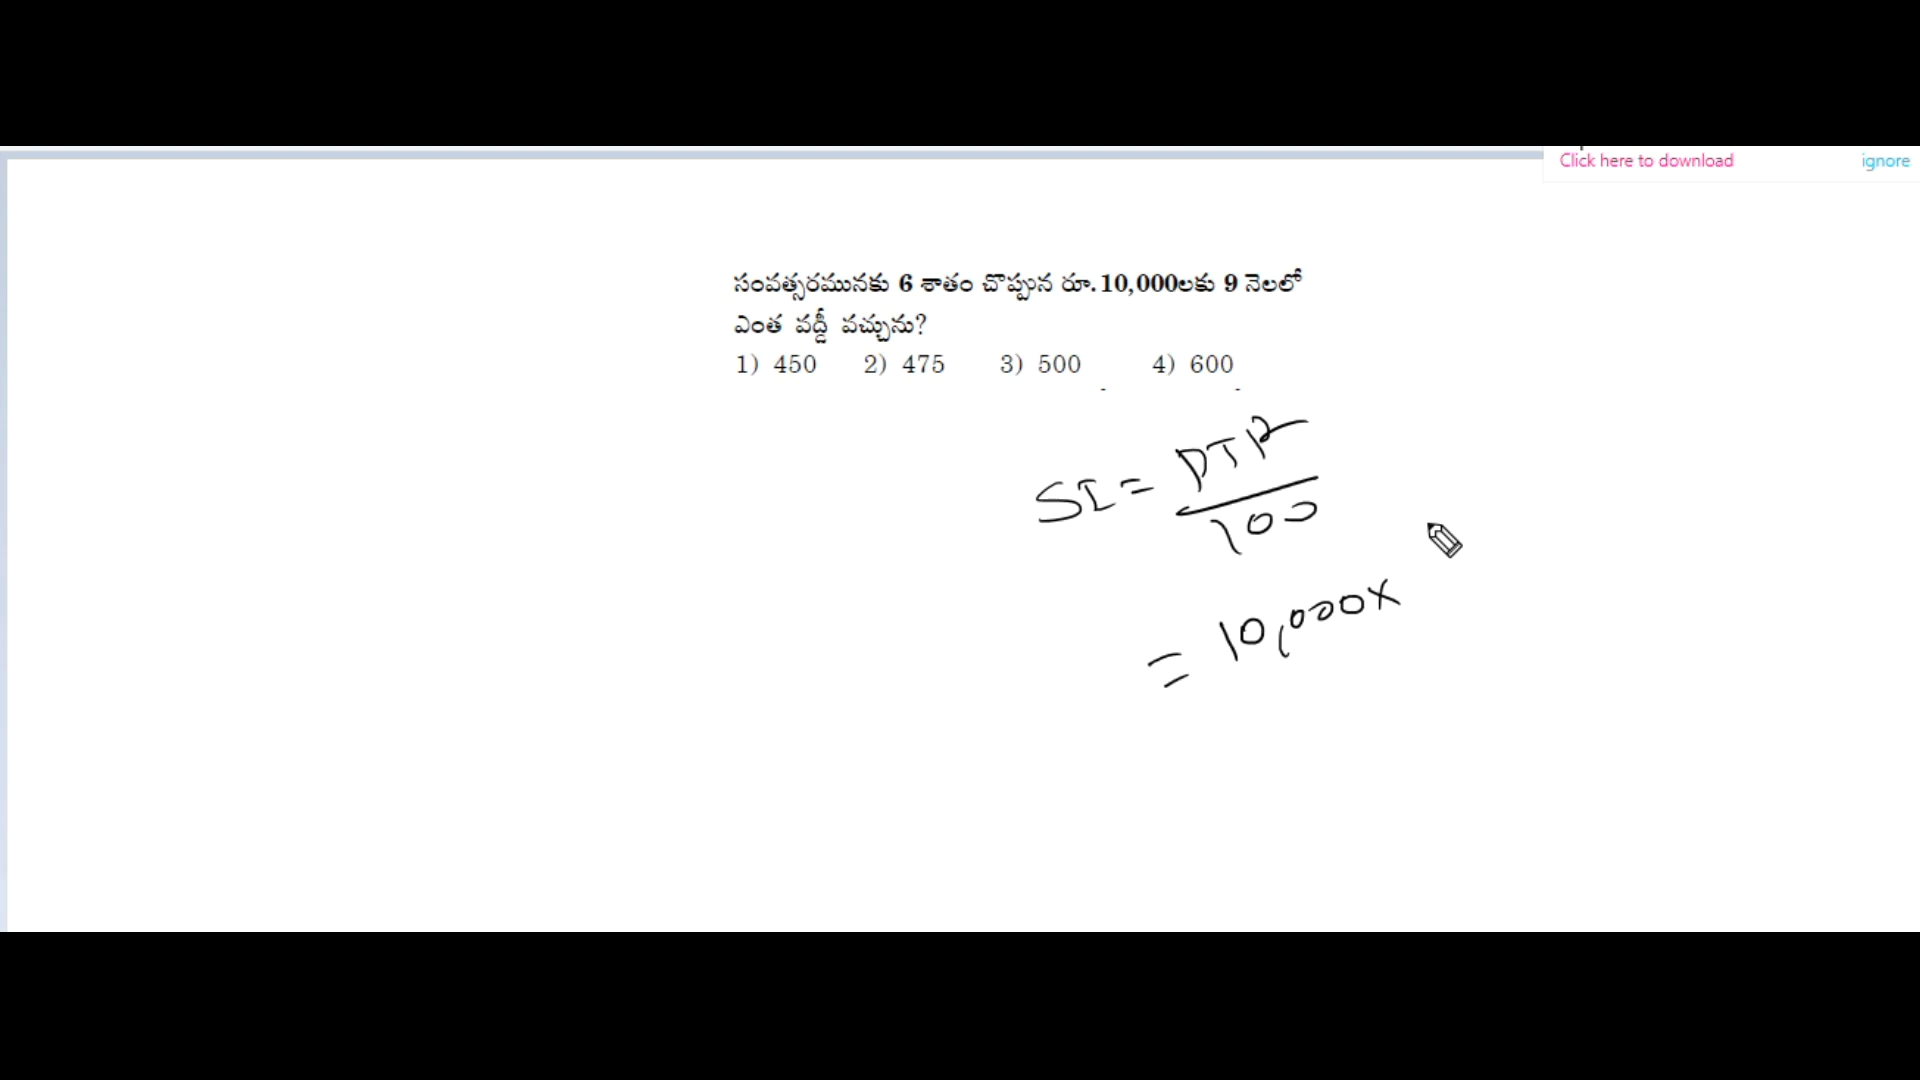 Click here to download ignore
సంవత్సరమునకు 6 శాతం చొప్పున రూ.10,000లకు 9 నెలలో
ఎంత వడ్డీ వచ్చును?
1) 450 2) 475 3) 500 4) 600
SI = PTR
100
= 10,000×